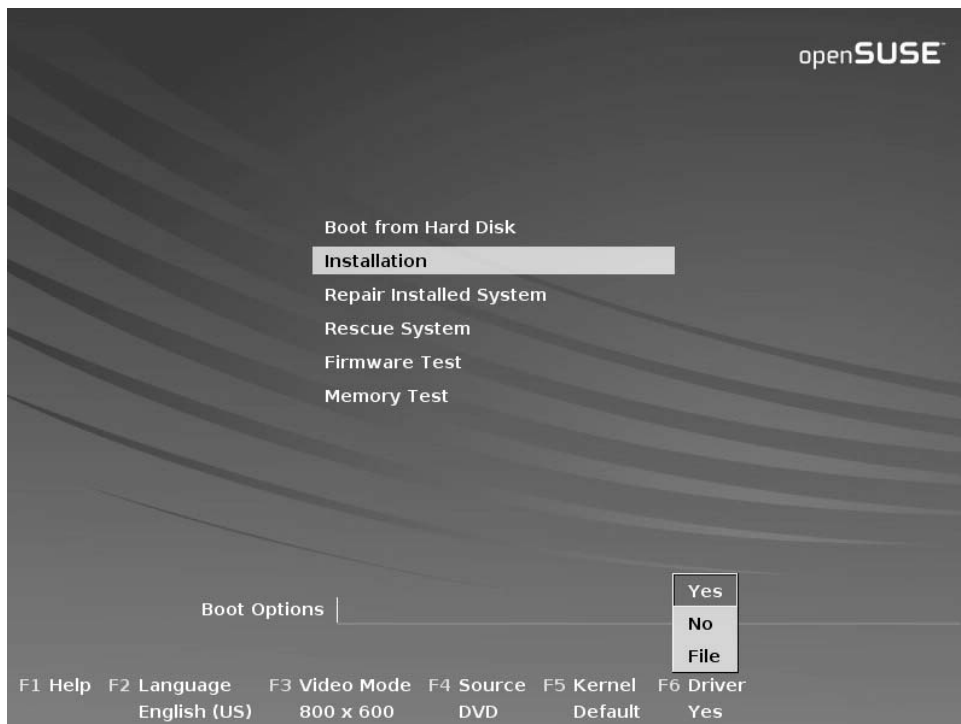 openSUSE
Boot from Hard Disk
Installation
Repair Installed System
Rescue System
Firmware Test
Memory Test
Boot Options
Yes
No
File
F1 Help F2 Language F3 Video Mode F4 Source F5 Kernel F6 Driver
English (US) 800 x 600 DVD Default Yes